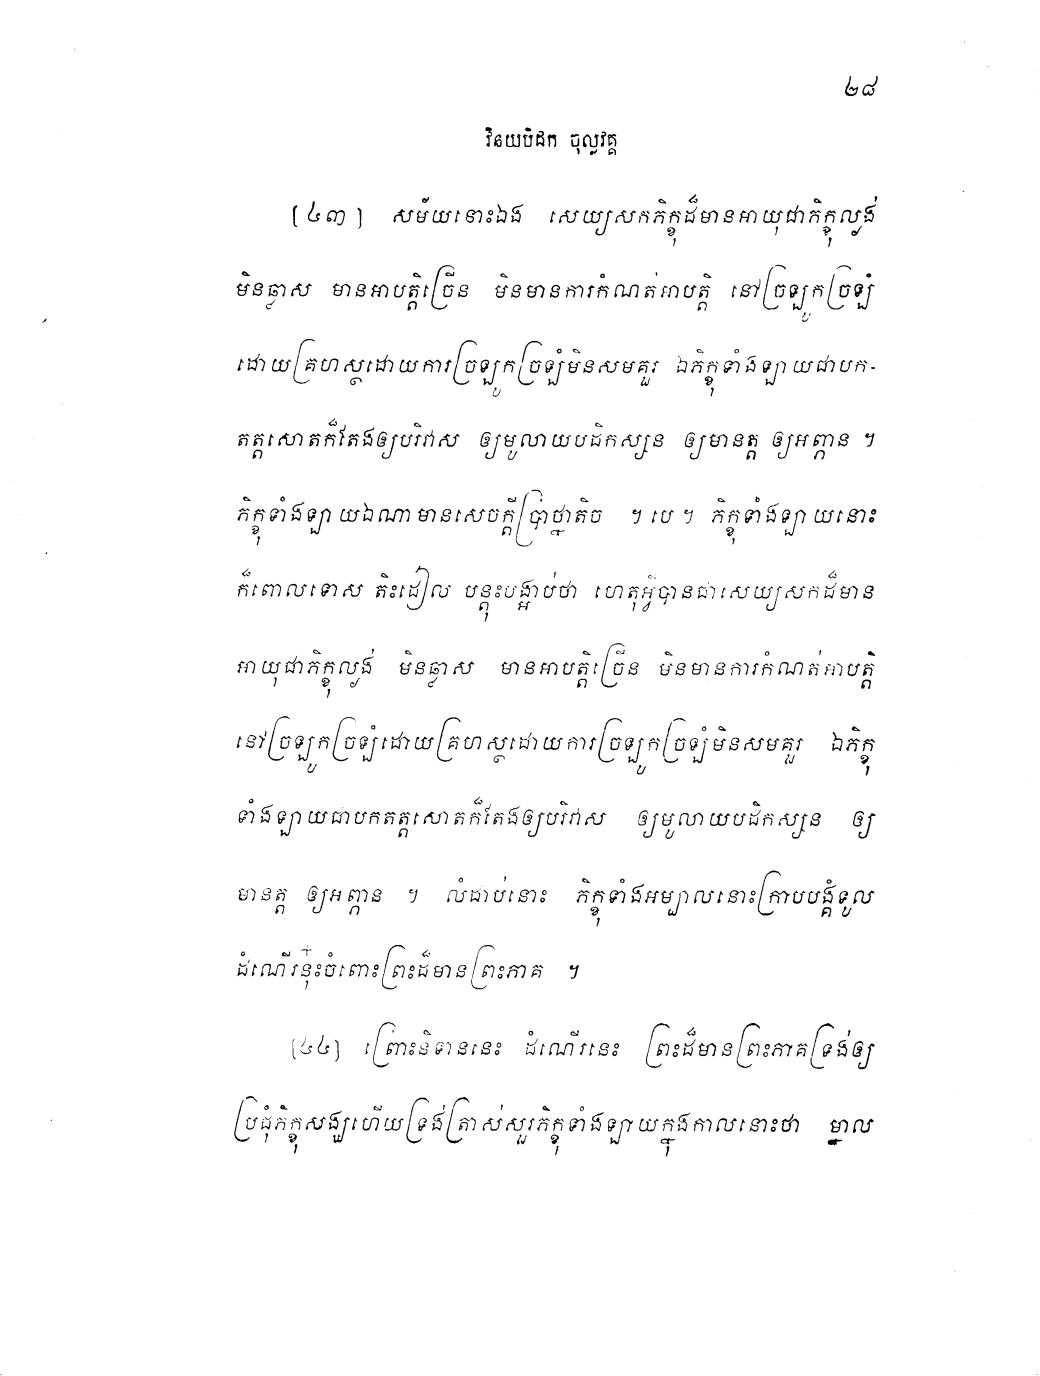 ២៨
វិនយបិដក ចុល្លវគ្គ
[៤៣] សម័យនោះឯង សេយ្យសកភិក្ខុដ៏មានអាយុជាភិក្ខុល្ងង់
មិនឆ្លាស មានអាបត្តិច្រើន មិនមានការកំណត់អាបត្តិ នៅច្រឡូកច្រឡំ
ដោយគ្រហស្ថដោយការច្រឡូកច្រឡំមិនសមគួរ ឯភិក្ខុទាំងឡាយជាបក-
តត្តសោតក៏តែងឲ្យបរិវាស ឲ្យមូលាយបដិកស្សន ឲ្យមានត្ត ឲ្យអព្ភាន ។
ភិក្ខុទាំងឡាយឯណាមានសេចក្តីប្រាថ្នាតិច ។ បេ ។ ភិក្ខុទាំងឡាយនោះ
ក៏ពោលទោស តិះដៀល បន្តុះបង្អាប់ថា ហេតុអ្វីបានជាសេយ្យសកដ៏មាន
អាយុជាភិក្ខុល្ងង់ មិនឆ្លាស មានអាបត្តិច្រើន មិនមានការកំណត់អាបត្តិ
នៅច្រឡូកច្រឡំដោយគ្រហស្ថដោយការច្រឡូកច្រឡំមិនសមគួរ ឯភិក្ខុ
ទាំងឡាយជាបកតត្តសោតក៏តែងឲ្យបរិវាស ឲ្យមូលាយបដិកស្សន ឲ្យ
មានត្ត ឲ្យអព្ភាន ។ លំដាប់នោះ ភិក្ខុទាំងអម្បាលនោះក្រាបបង្គំទូល
ដំណើរនុ៎ះចំពោះព្រះដ៏មានព្រះភាគ ។
[៤៤] ព្រោះនិទាននេះ ដំណើរនេះ ព្រះដ៏មានព្រះភាគទ្រង់ឲ្យ
ប្រជុំភិក្ខុសង្ឃហើយទ្រង់ត្រាស់សួរភិក្ខុទាំងឡាយក្នុងកាលនោះថា ម្នាល